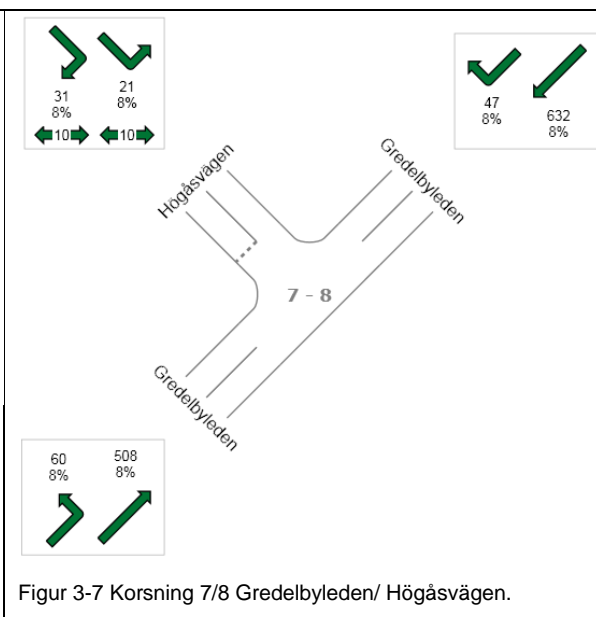 31 21
8% 8%
10 10
47 632
8% 8%
Högåsvägen
Gredelbyleden
7 - 8
Gredelbyleden
60 508
8% 8%
Figur 3-7 Korsning 7/8 Gredelbyleden/ Högåsvägen.